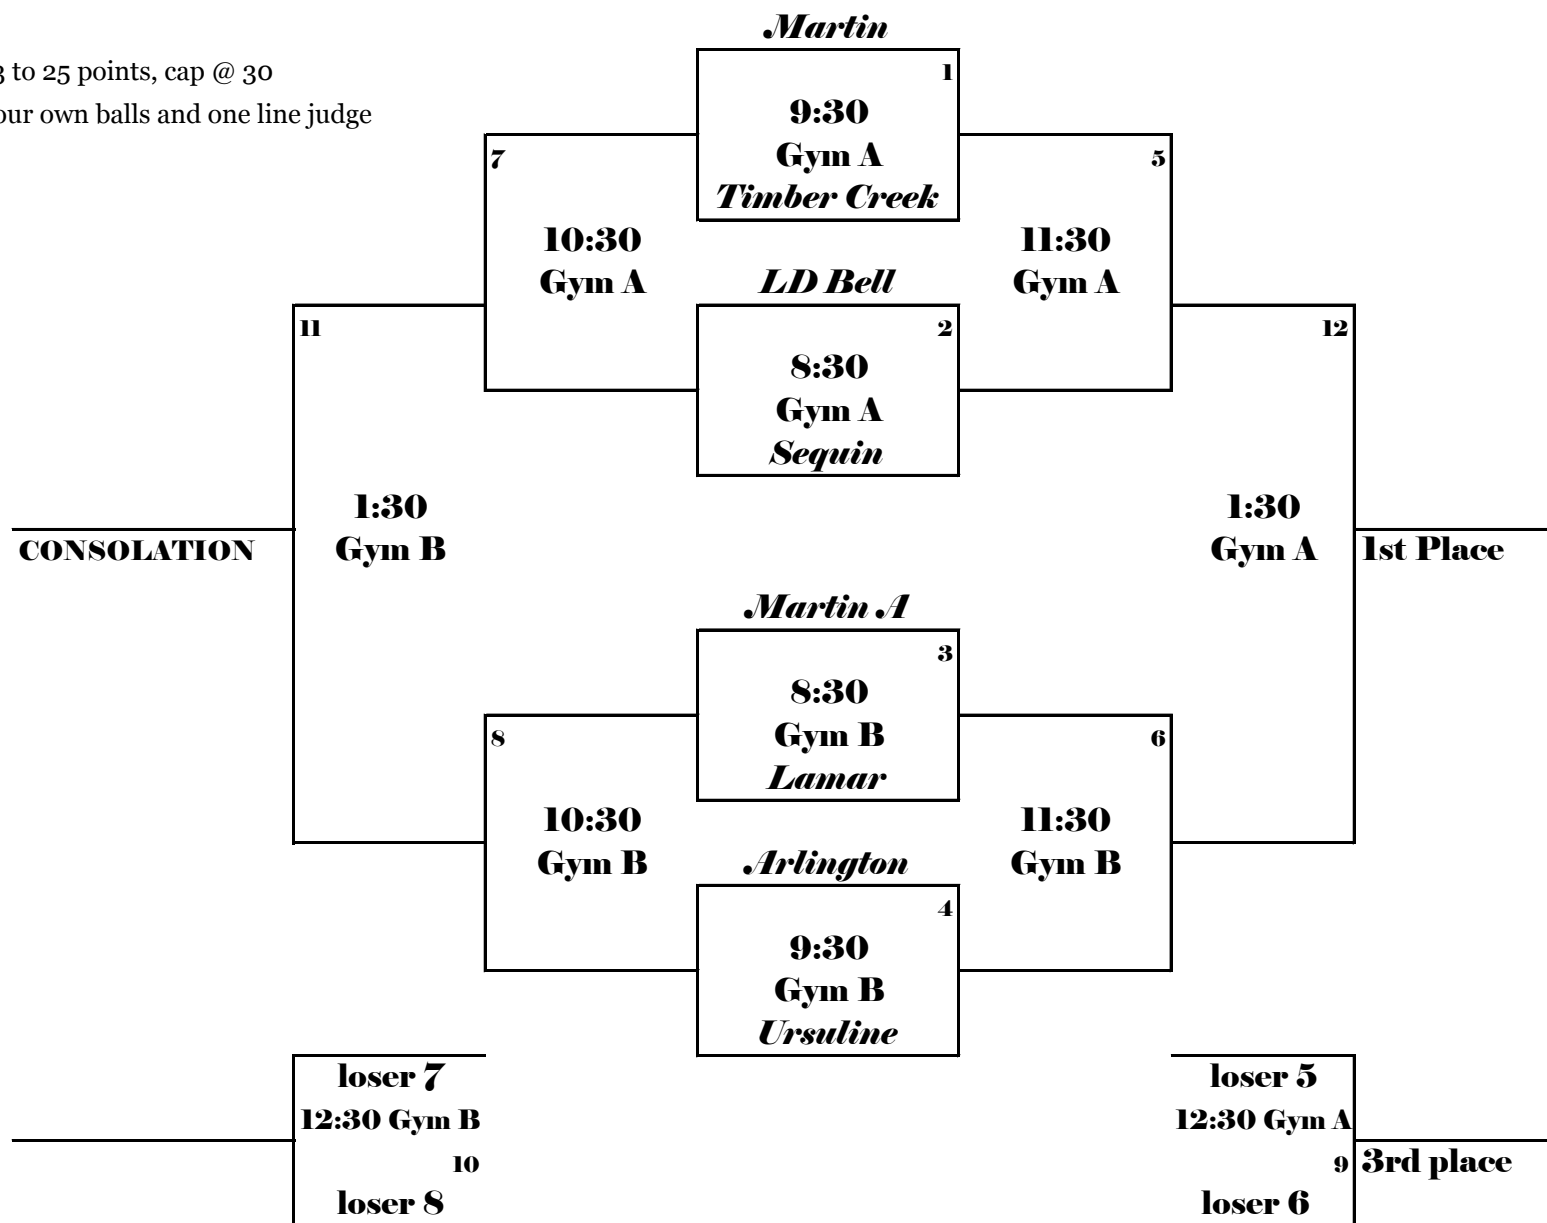 Martin
3 to 25 points, cap @ 30
1
9:30
our own balls and one line judge
7
Gym A
5
Timber Creek
10:30
11:30
Gym A
LD Bell
Gym A
11
2
12
8:30
Gym A
Sequin
1:30
1:30
CONSOLATION
Gym B
Gym A
1st Place
Martin A
3
8:30
8
Gym B
6
Lamar
10:30
11:30
Gym B
Arlington
Gym B
4
9:30
Gym B
Ursuline
loser 7
loser 5
12:30 Gym B
12:30 Gym A
10
9
3rd place
loser 8
loser 6